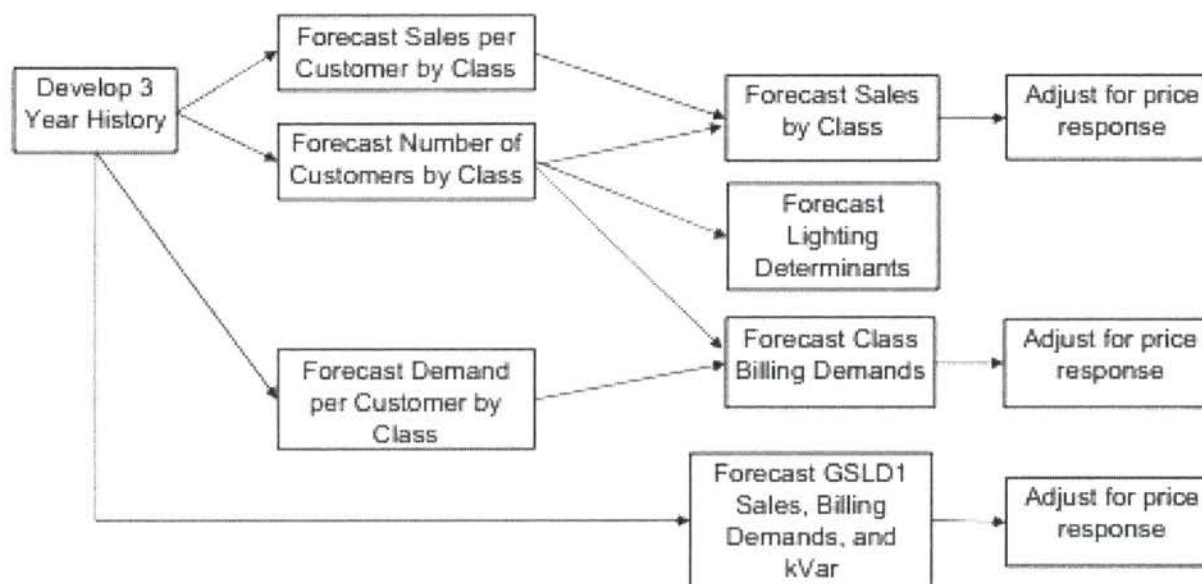 Develop 3
Year History
Forecast Sales per
Customer by Class
Forecast Number of
Customers by Class
Forecast Demand
per Customer by
Class
Forecast Sales
by Class
Forecast
Lighting
Determinants
Forecast Class
Billing Demands
Forecast GSLD1
Sales, Billing
Demands, and
kVar
Adjust for price
response
Adjust for price
response
Adjust for price
response